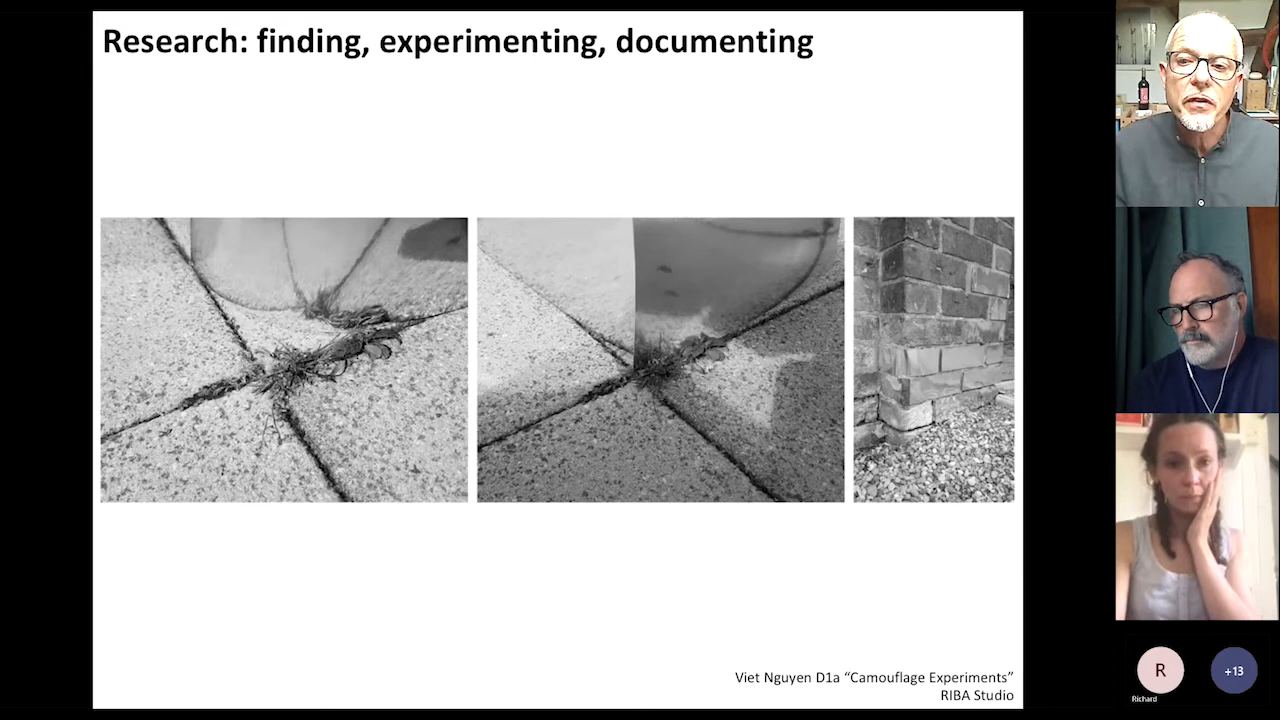 Research: finding, experimenting, documenting
Viet Nguyen D1a “Camouflage Experiments”
RIBA Studio
R
+13
Richard